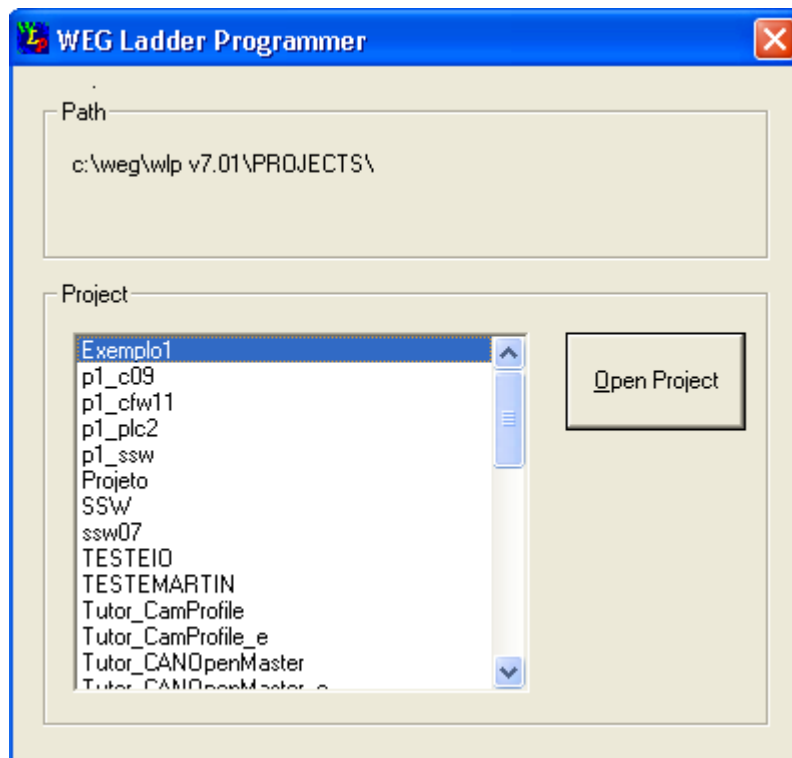 WEG Ladder Programmer
Path
c:\weg\wlp v7.01\PROJECTS\
Project
Exemplo1
p1_c09
p1_cfw11
p1_plc2
p1_ssw
Projeto
SSW
ssw07
TESTEIO
TESTEMARTIN
Tutor_CamProfile
Tutor_CamProfile_e
Tutor_CANOpenMaster
Tutor_CANOpenMaster_e
Open Project